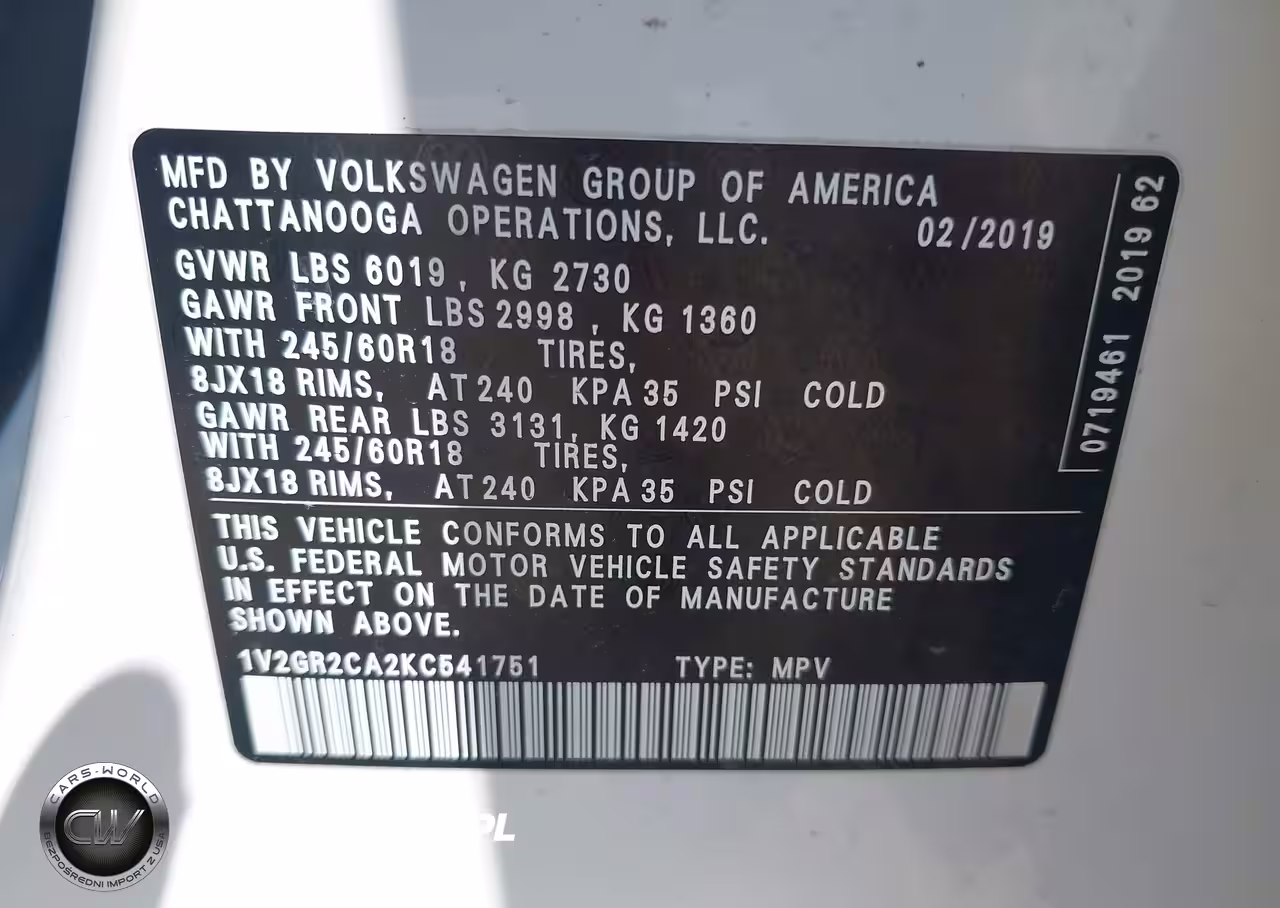 MFD BY VOLKSWAGEN GROUP OF AMERICA
CHATTANOOGA OPERATIONS, LLC.
02/2019
GVWR LBS 6019, KG 2730
GAWR FRONT LBS 2998, KG 1360
WITH 245/60R18 TIRES,
8JX18 RIMS, AT 240 KPA 35 PSI COLD
GAWR REAR LBS 3131, KG 1420
WITH 245/60R18 TIRES,
8JX18 RIMS, AT 240 KPA 35 PSI COLD
0719461 2019 62
THIS VEHICLE CONFORMS TO ALL APPLICABLE
U.S. FEDERAL MOTOR VEHICLE SAFETY STANDARDS
IN EFFECT ON THE DATE OF MANUFACTURE
SHOWN ABOVE.
1V2GR2CA2KC541751 TYPE: MPV
CARS-WORLD
CW
BEZPOŚREDNI IMPORT Z USA
PL